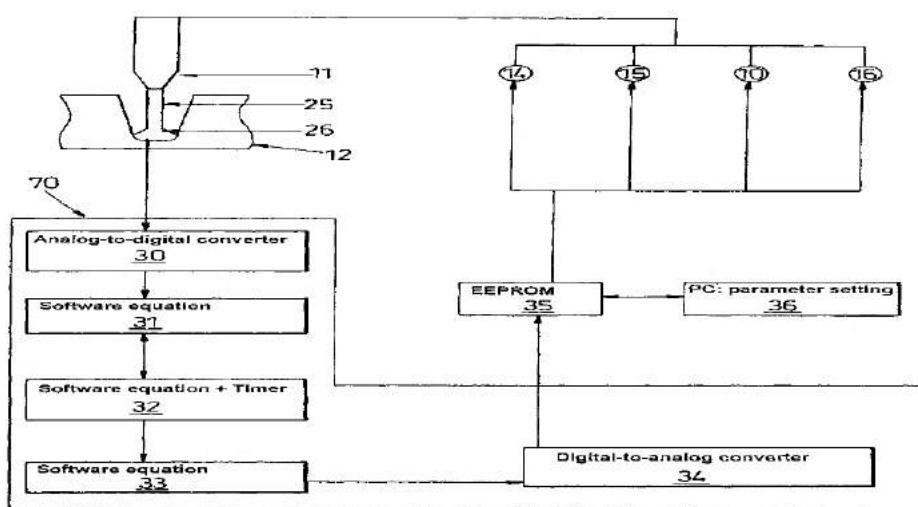 11
14 15 10 16
25
26
12
70
Analog-to-digital converter
30
Software equation
31
Software equation + Timer
32
Software equation
33
EEPROM
35
PC: parameter setting
36
Digital-to-analog converter
34